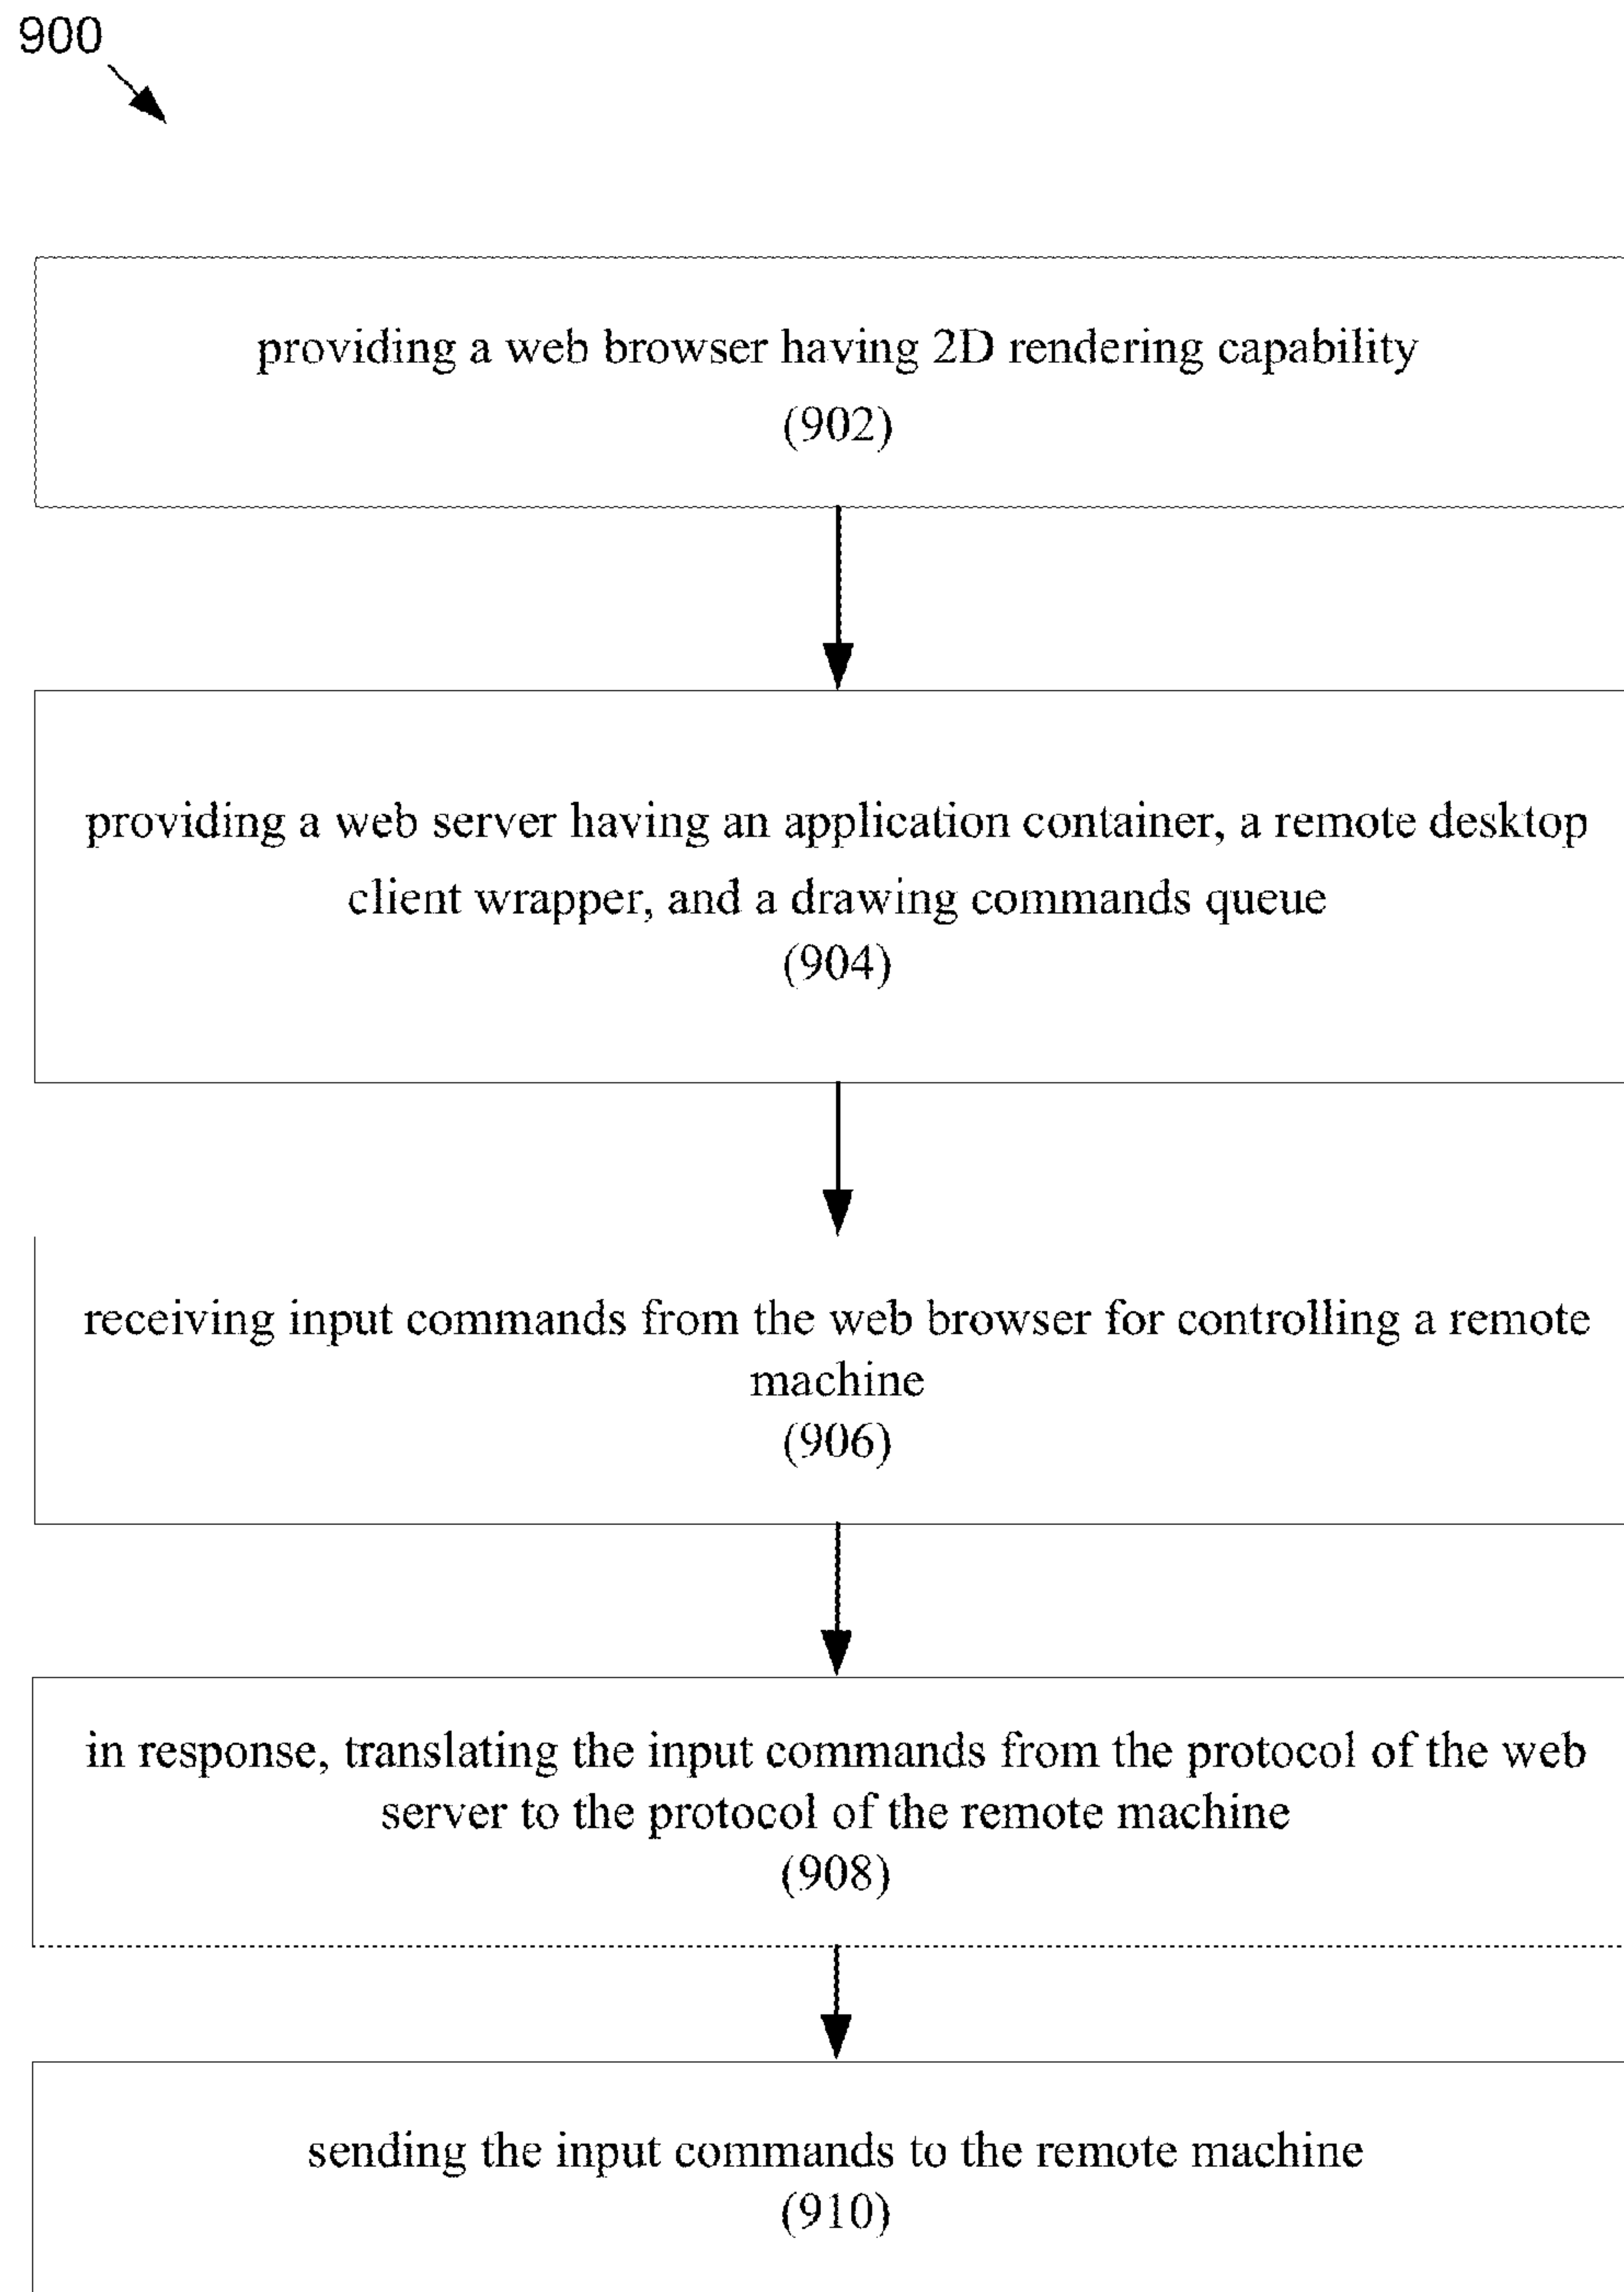 900
providing a web browser having 2D rendering capability
(902)
providing a web server having an application container, a remote desktop
client wrapper, and a drawing commands queue
(904)
receiving input commands from the web browser for controlling a remote
machine
(906)
in response, translating the input commands from the protocol of the web
server to the protocol of the remote machine
(908)
sending the input commands to the remote machine
(910)